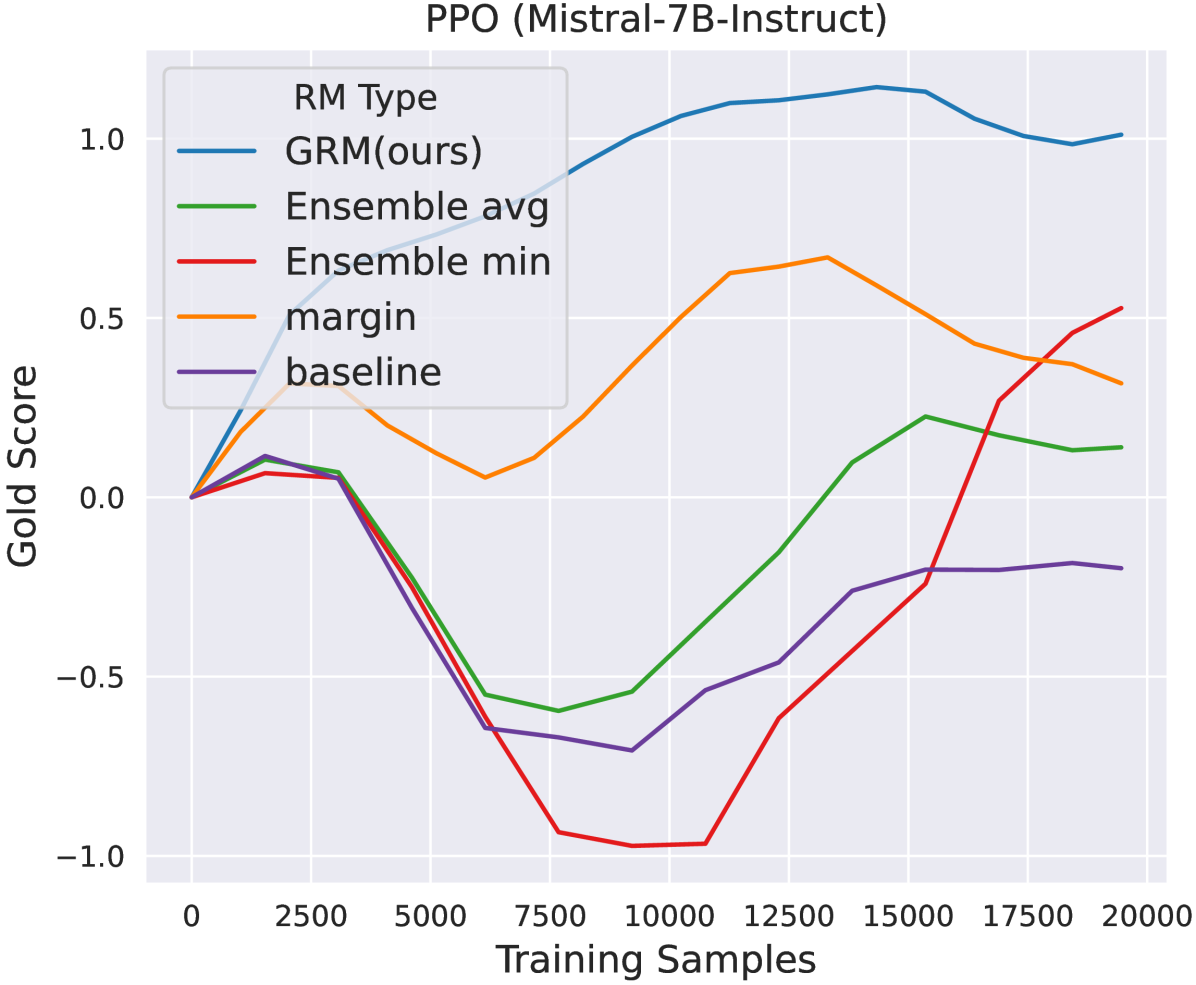 PPO (Mistral-7B-Instruct)
RM Type
GRM(ours)
Ensemble avg
Ensemble min
margin
baseline
Gold Score
1.0
0.5
0.0
−0.5
−1.0
0 2500 5000 7500 10000 12500 15000 17500 20000
Training Samples